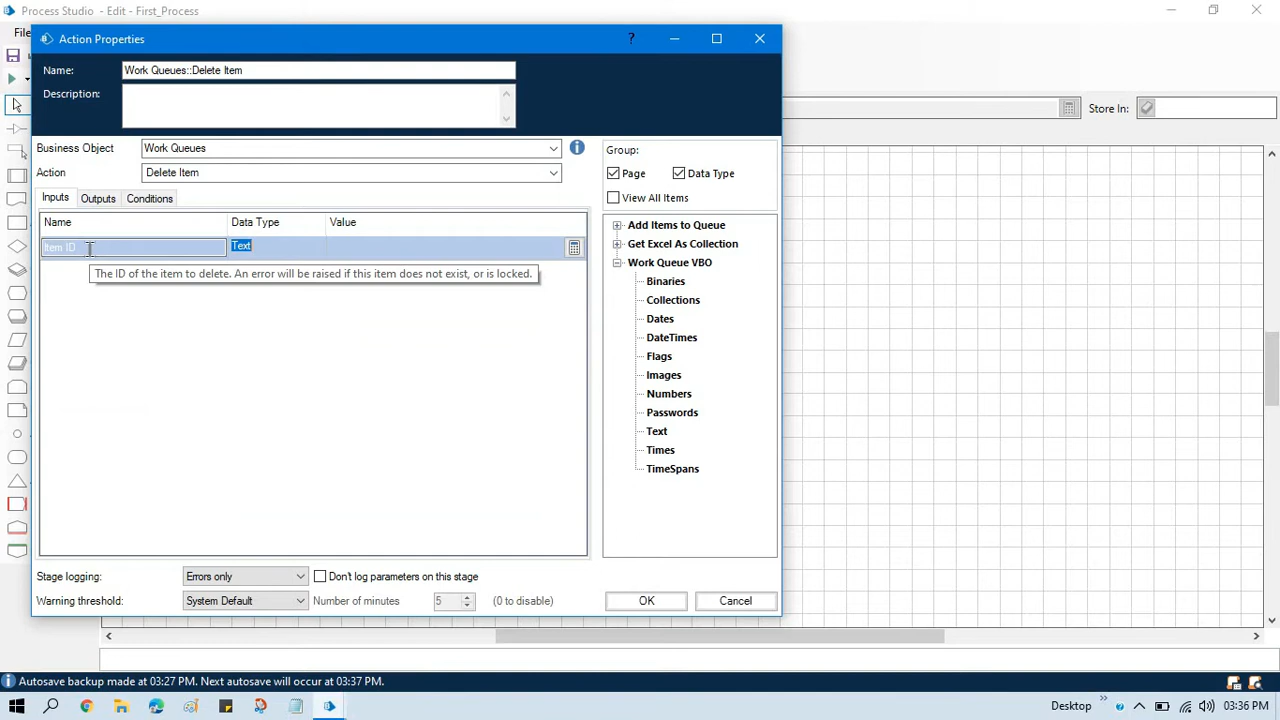 Process Studio - Edit - First_Process
File
Action Properties
?
Name:
Work Queues::Delete Item
Description:
Business Object
Work Queues
Action
Delete Item
Inputs
Outputs
Conditions
Name
Data Type
Value
Item ID
Text
The ID of the item to delete. An error will be raised if this item does not exist, or is locked.
Stage logging:
Errors only
Don't log parameters on this stage
Warning threshold:
System Default
Number of minutes
5
(0 to disable)
Group:
Page
Data Type
View All Items
Add Items to Queue
Get Excel As Collection
Work Queue VBO
Binaries
Collections
Dates
DateTimes
Flags
Images
Numbers
Passwords
Text
Times
TimeSpans
OK
Cancel
Store In:
Autosave backup made at 03:27 PM. Next autosave will occur at 03:37 PM.
Desktop
03:36 PM